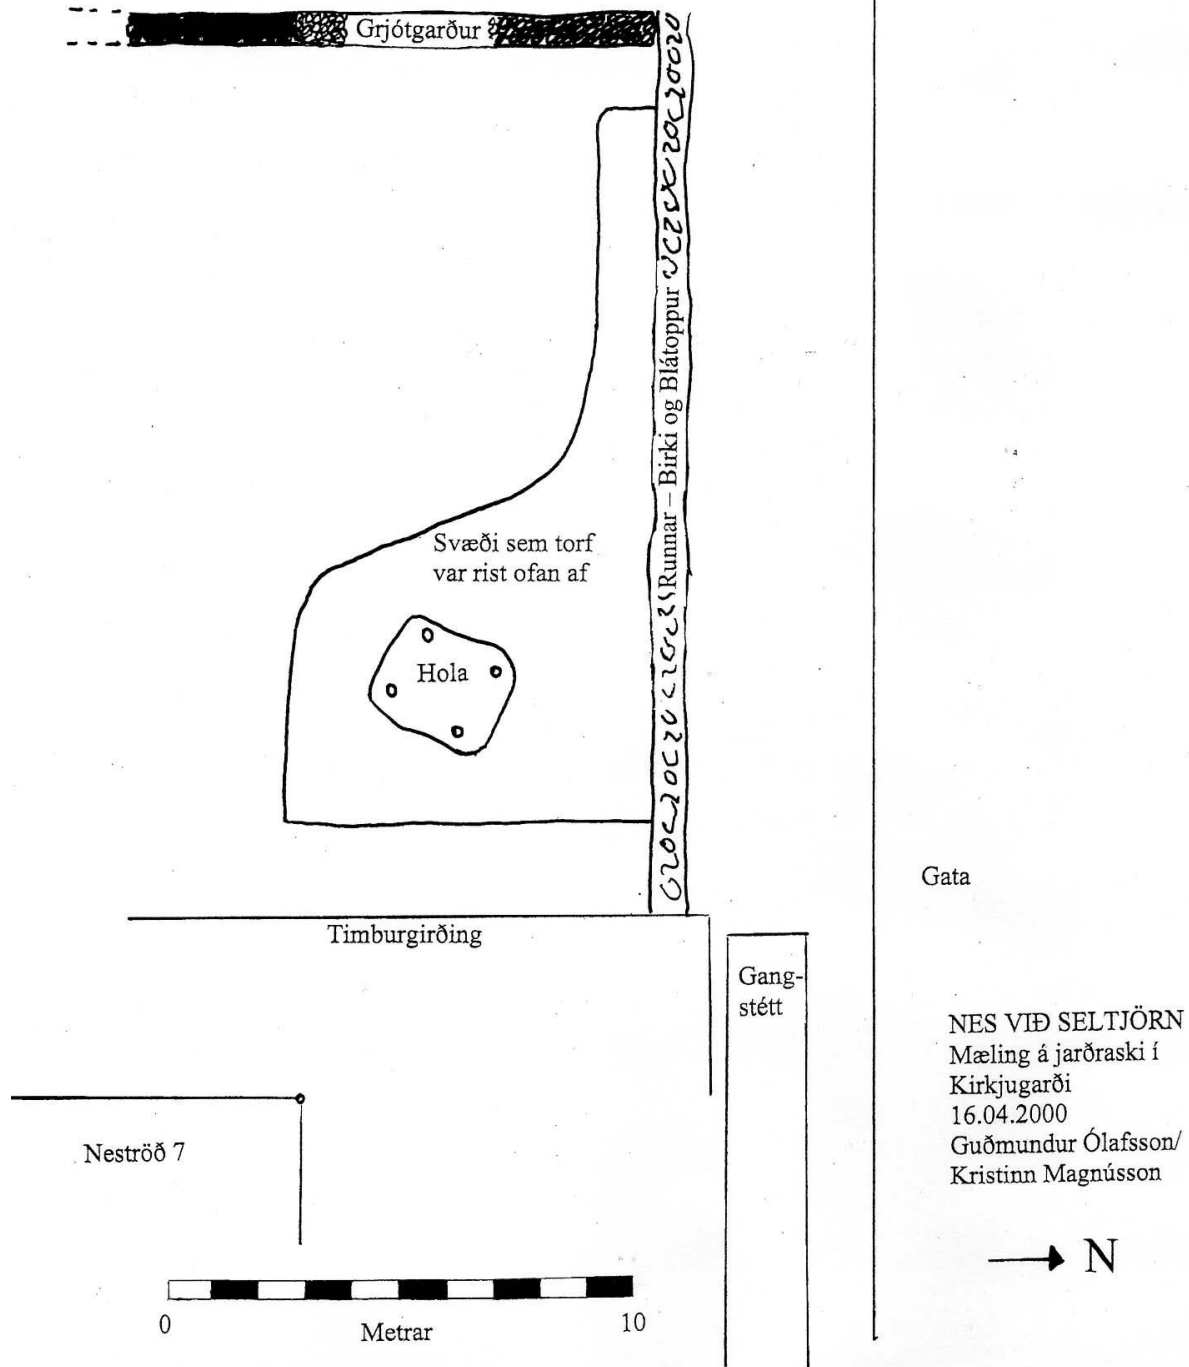 Grjótgarður
Runnar – Birki og Blátoppur
Svæði sem torf
var rist ofan af
Hola
Timburgirðing
Gata
Gang-
stétt
NES VIÐ SELTJÖRN
Mæling á jarðraski í
Kirkjugarði
16.04.2000
Guðmundur Ólafsson/
Kristinn Magnússon
Neströð 7
N
0
10
Metrar